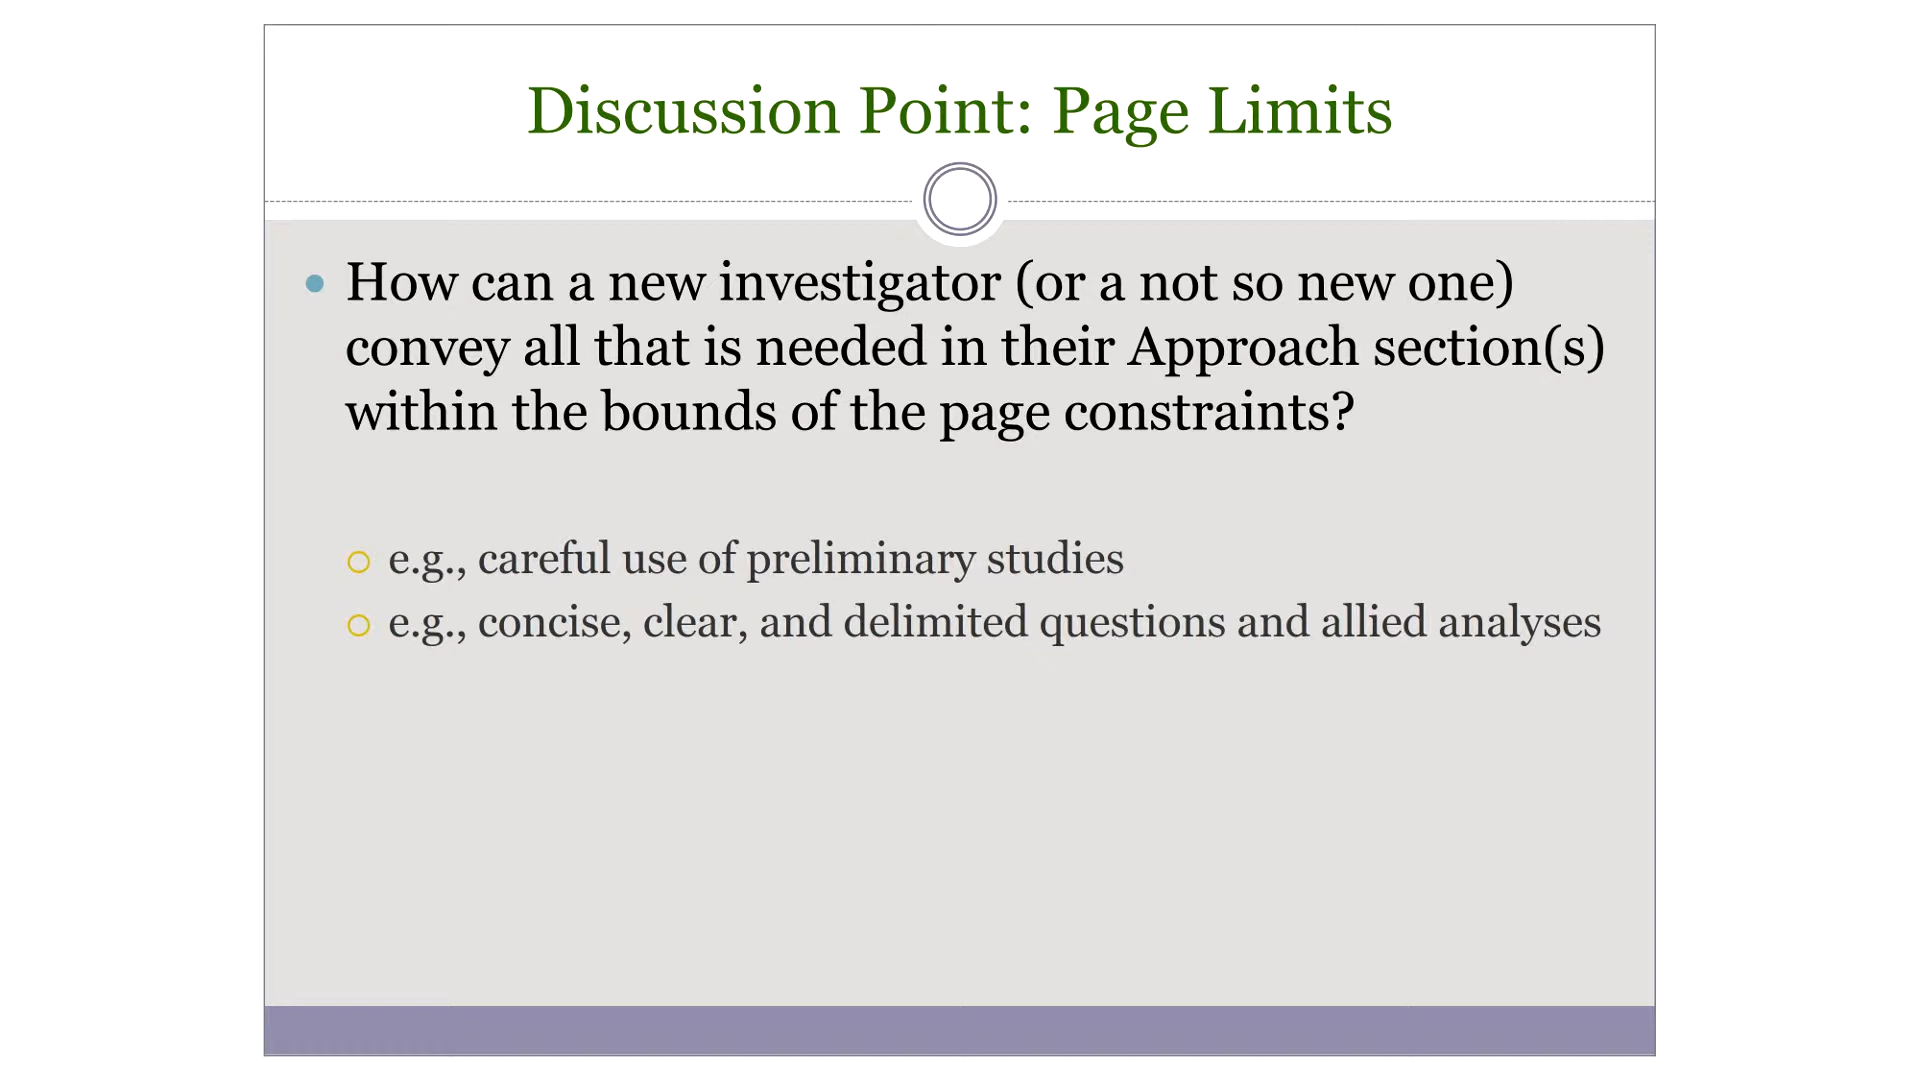 Discussion Point: Page Limits
How can a new investigator (or a not so new one)
convey all that is needed in their Approach section(s)
within the bounds of the page constraints?
e.g., careful use of preliminary studies
e.g., concise, clear, and delimited questions and allied analyses